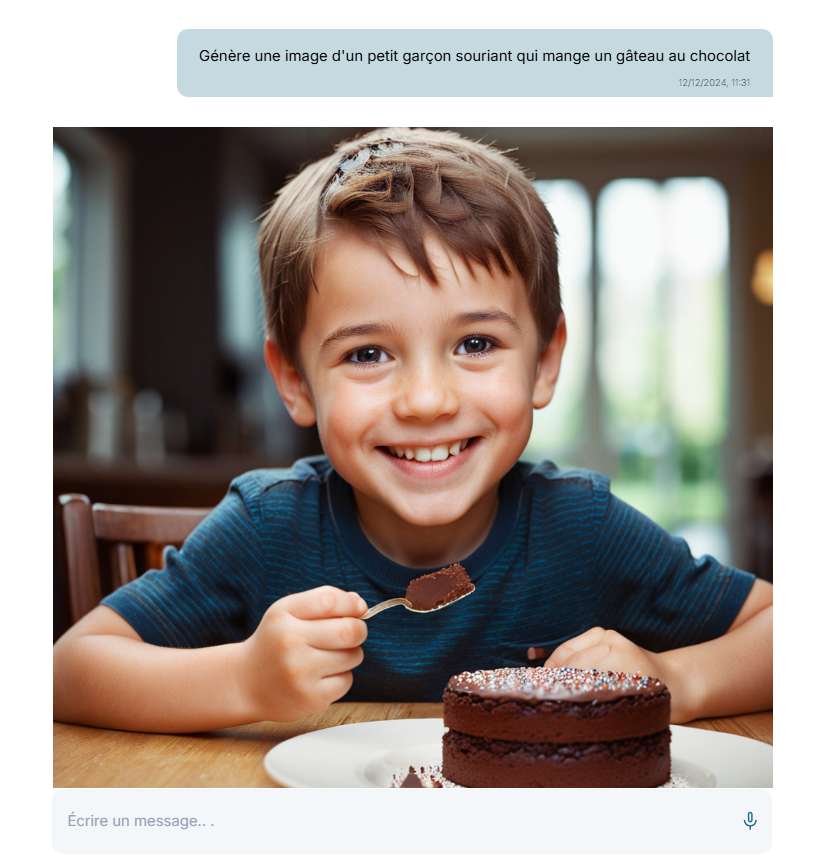 Génère une image d'un petit garçon souriant qui mange un gâteau au chocolat
12/12/2024, 11:31
Écrire un message.. .